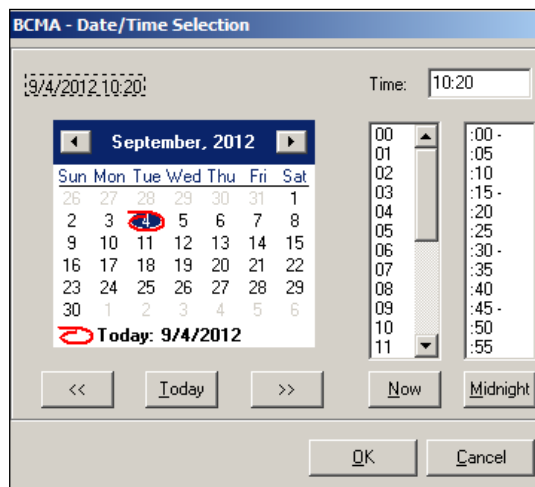 BCMA - Date/Time Selection
9/4/2012 10:20
Time: 10:20
September, 2012
Sun Mon Tue Wed Thu Fri Sat
26 27 28 29 30 31 1
2 3 4 5 6 7 8
9 10 11 12 13 14 15
16 17 18 19 20 21 22
23 24 25 26 27 28 29
30 1 2 3 4 5 6
Today: 9/4/2012
00
01
02
03
04
05
06
07
08
09
10
11
:00 -
:05
:10
:15 -
:20
:25
:30 -
:35
:40
:45 -
:50
:55
<< Today >> Now Midnight
OK Cancel